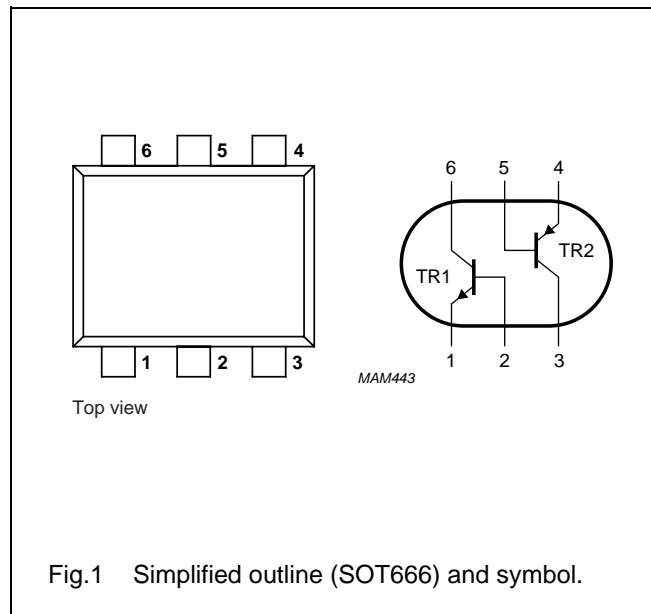 6 5 4
1 2 3
Top view
6 5 4
TR1
TR2
1 2 3
MAM443
Fig.1 Simplified outline (SOT666) and symbol.